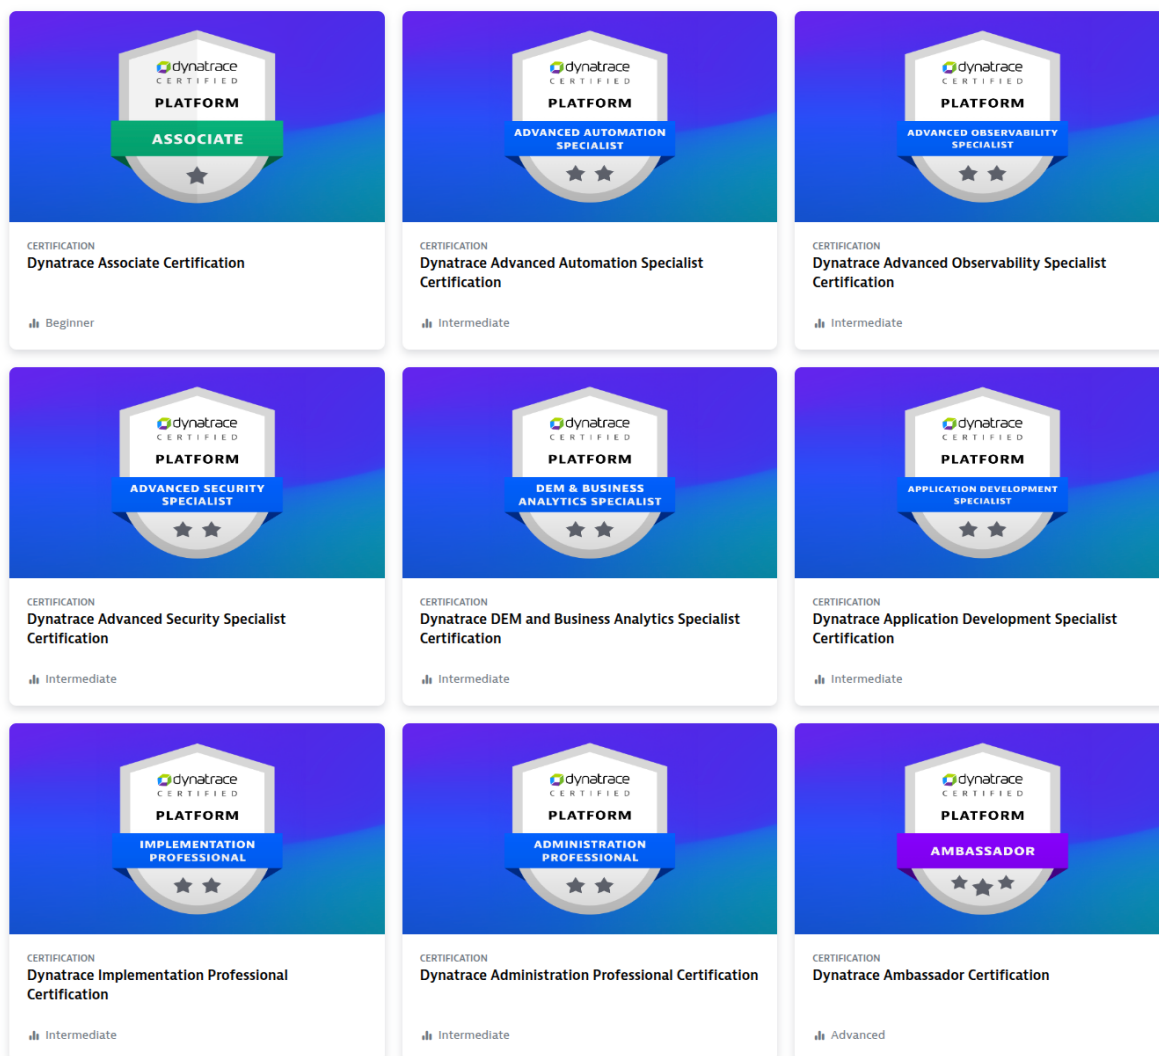 dynatrace
CERTIFIED
PLATFORM
ASSOCIATE
CERTIFICATION
Dynatrace Associate Certification
Beginner
dynatrace
CERTIFIED
PLATFORM
ADVANCED AUTOMATION
SPECIALIST
CERTIFICATION
Dynatrace Advanced Automation Specialist
Certification
Intermediate
dynatrace
CERTIFIED
PLATFORM
ADVANCED OBSERVABILITY
SPECIALIST
CERTIFICATION
Dynatrace Advanced Observability Specialist
Certification
Intermediate
dynatrace
CERTIFIED
PLATFORM
ADVANCED SECURITY
SPECIALIST
CERTIFICATION
Dynatrace Advanced Security Specialist
Certification
Intermediate
dynatrace
CERTIFIED
PLATFORM
DEM & BUSINESS
ANALYTICS SPECIALIST
CERTIFICATION
Dynatrace DEM and Business Analytics Specialist
Certification
Intermediate
dynatrace
CERTIFIED
PLATFORM
APPLICATION DEVELOPMENT
SPECIALIST
CERTIFICATION
Dynatrace Application Development Specialist
Certification
Intermediate
dynatrace
CERTIFIED
PLATFORM
IMPLEMENTATION
PROFESSIONAL
CERTIFICATION
Dynatrace Implementation Professional
Certification
Intermediate
dynatrace
CERTIFIED
PLATFORM
ADMINISTRATION
PROFESSIONAL
CERTIFICATION
Dynatrace Administration Professional Certification
Intermediate
dynatrace
CERTIFIED
PLATFORM
AMBASSADOR
CERTIFICATION
Dynatrace Ambassador Certification
Advanced